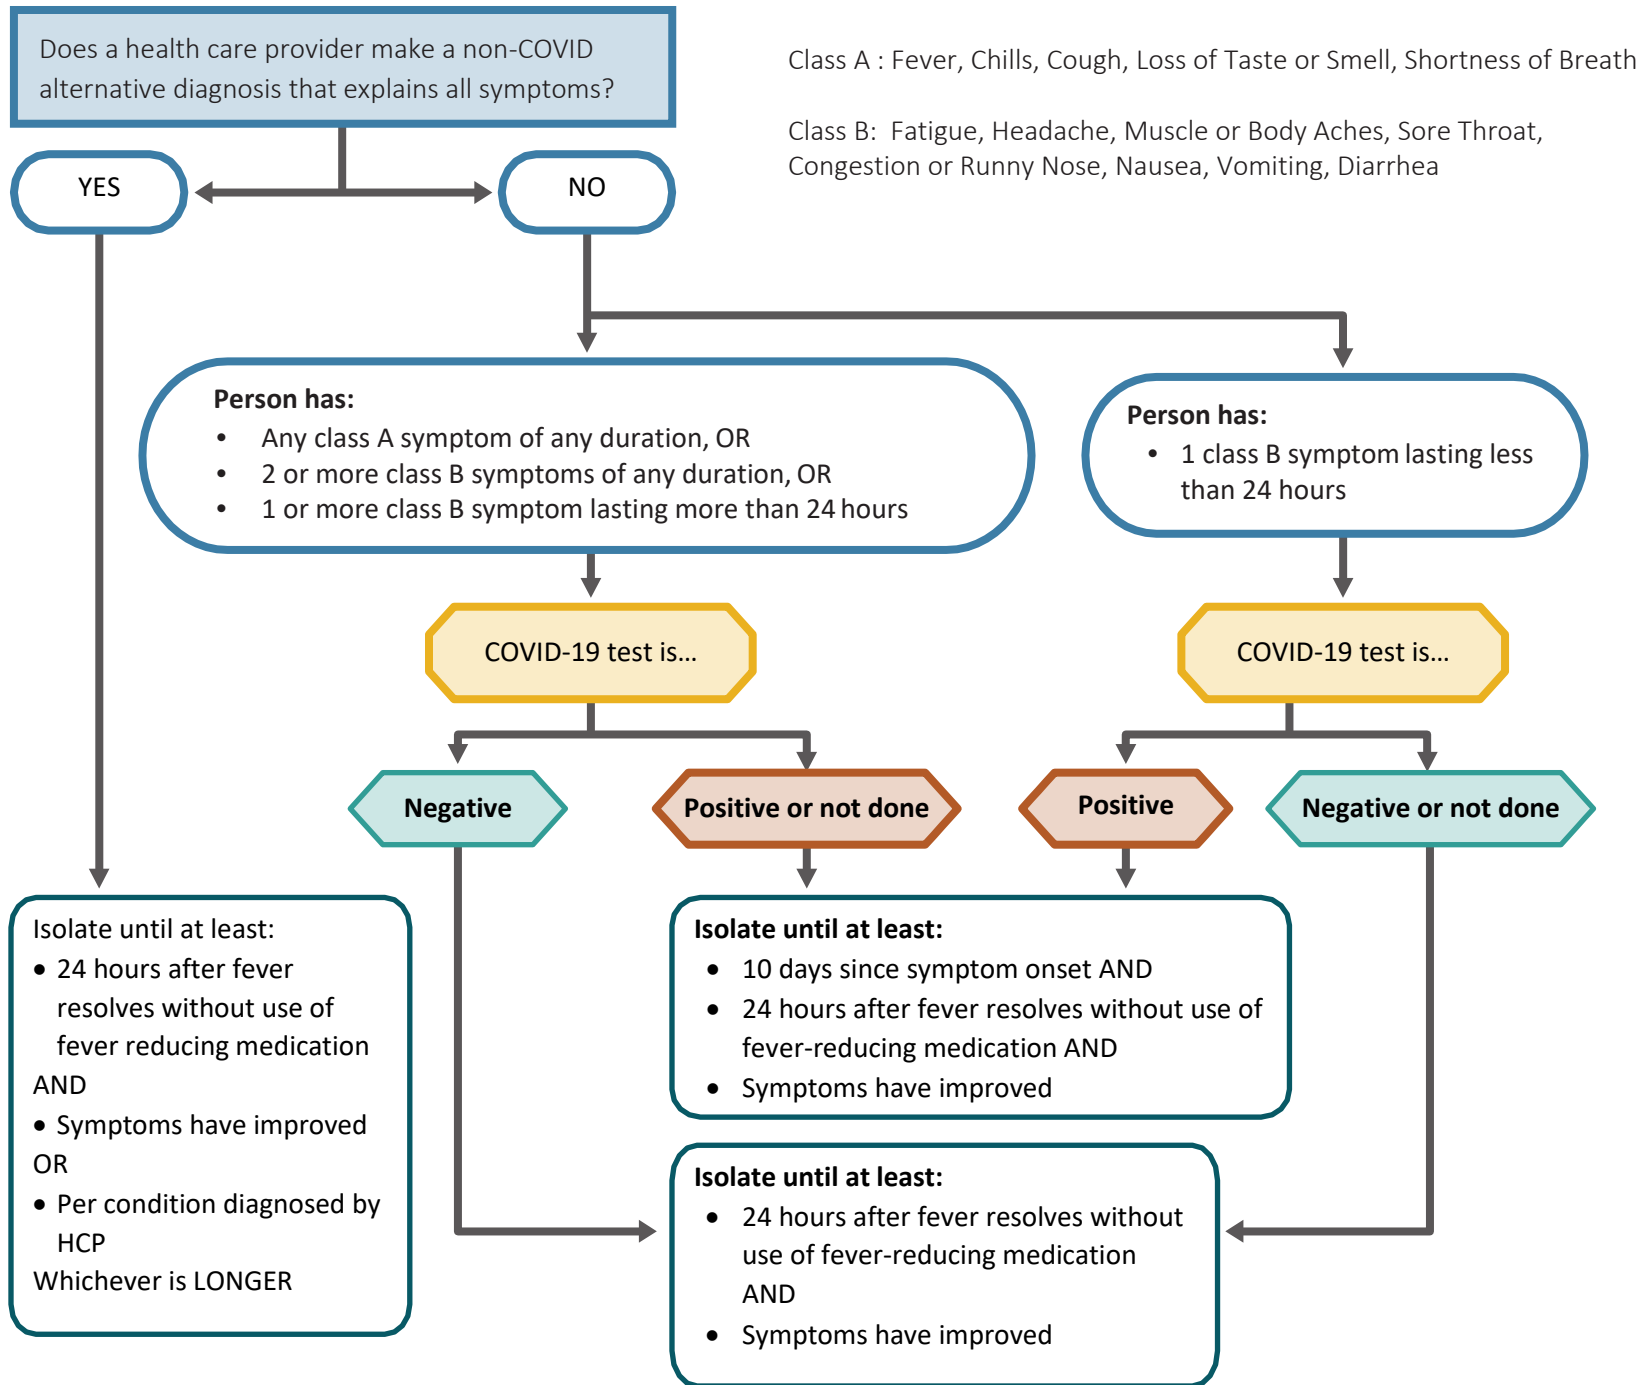 Does a health care provider make a non-COVID
alternative diagnosis that explains all symptoms?
Class A : Fever, Chills, Cough, Loss of Taste or Smell, Shortness of Breath
Class B:  Fatigue, Headache, Muscle or Body Aches, Sore Throat,
Congestion or Runny Nose, Nausea, Vomiting, Diarrhea
YES
NO
Person has:
• Any class A symptom of any duration, OR
• 2 or more class B symptoms of any duration, OR
• 1 or more class B symptom lasting more than 24 hours
Person has:
• 1 class B symptom lasting less
than 24 hours
COVID-19 test is...
COVID-19 test is...
Negative
Positive or not done
Positive
Negative or not done
Isolate until at least:
• 24 hours after fever
resolves without use of
fever reducing medication
AND
• Symptoms have improved
OR
• Per condition diagnosed by
HCP
Whichever is LONGER
Isolate until at least:
• 10 days since symptom onset AND
• 24 hours after fever resolves without use of
fever-reducing medication AND
• Symptoms have improved
Isolate until at least:
• 24 hours after fever resolves without
use of fever-reducing medication
AND
• Symptoms have improved